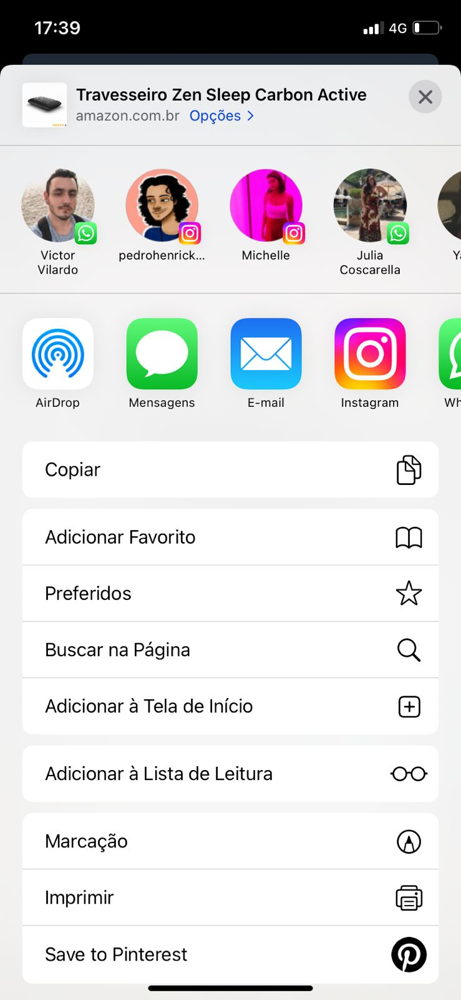 17:39
4G
Travesseiro Zen Sleep Carbon Active
amazon.com.br Opções
Victor
Vilardo
pedrohenrick...
Michelle
Julia
Coscarella
AirDrop
Mensagens
E-mail
Instagram
Copiar
Adicionar Favorito
Preferidos
Buscar na Página
Adicionar à Tela de Início
Adicionar à Lista de Leitura
Marcação
Imprimir
Save to Pinterest